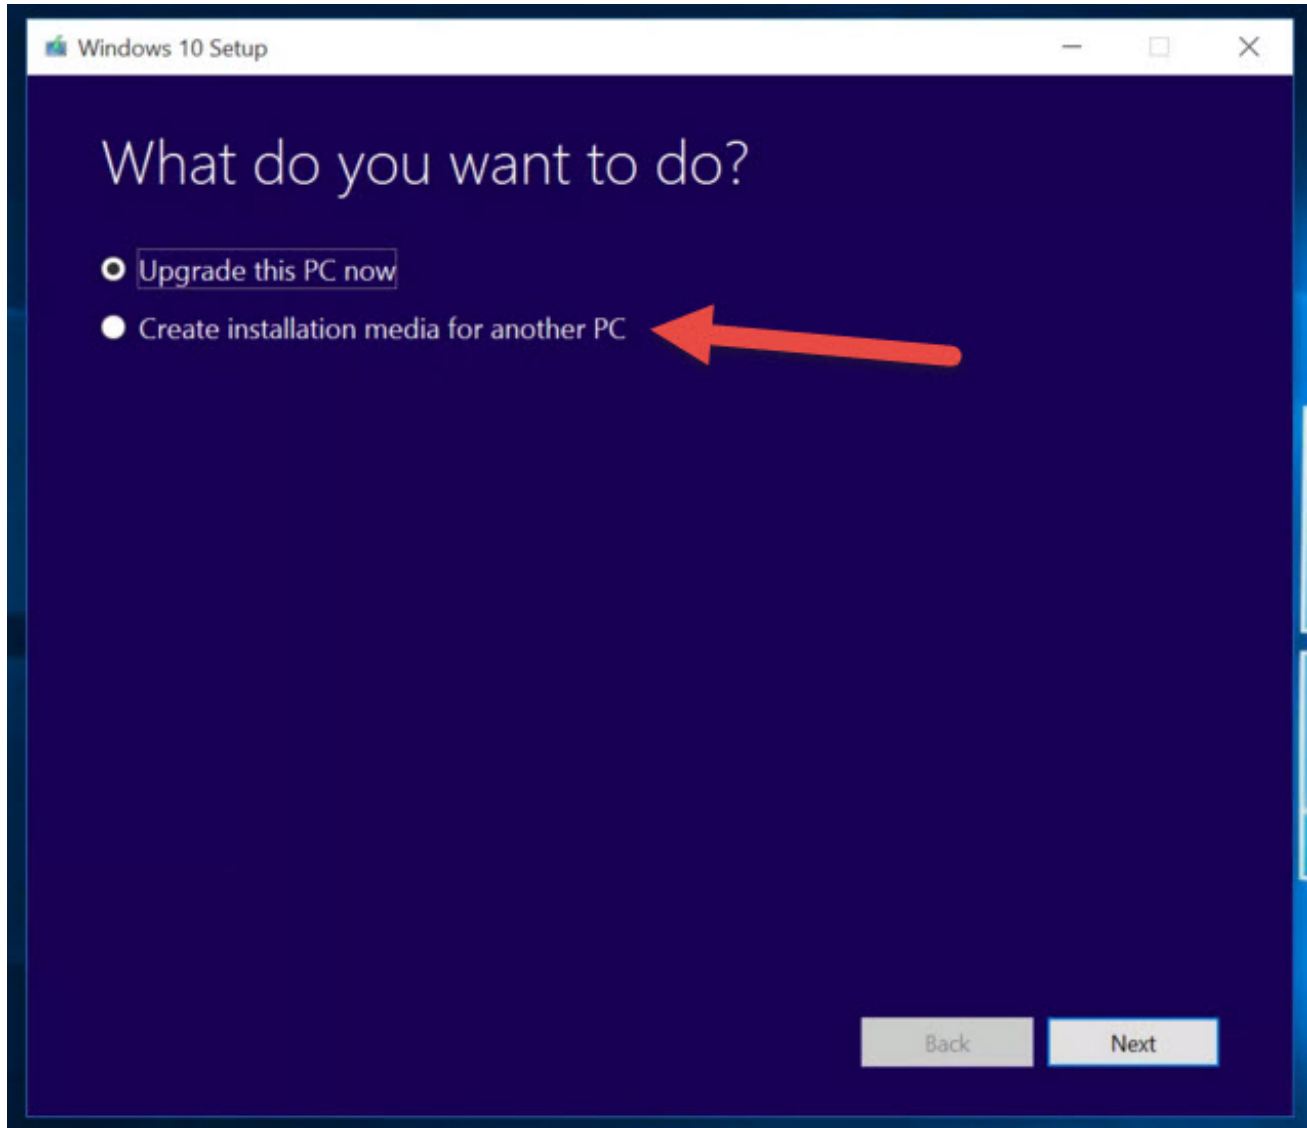 Windows 10 Setup
What do you want to do?
Upgrade this PC now
Create installation media for another PC
Back
Next